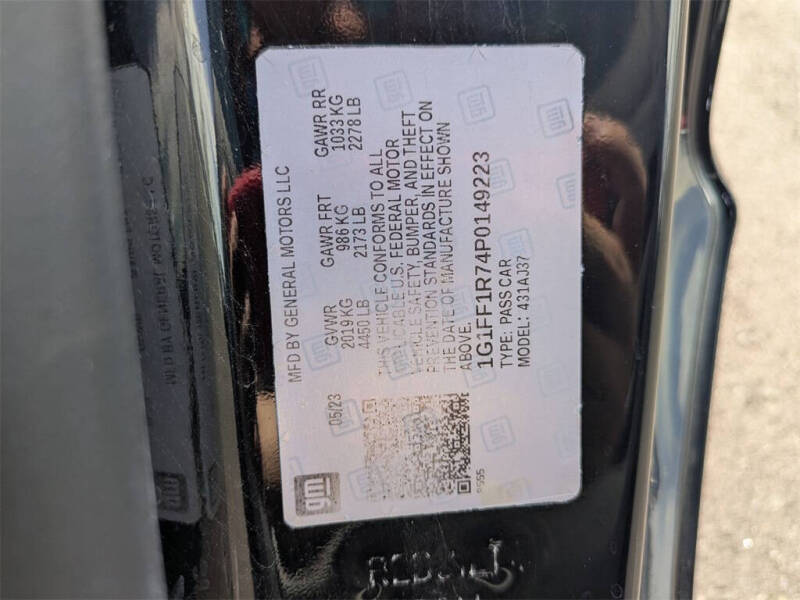 gm
MFD BY GENERAL MOTORS LLC
05/23
GVWR GAWR FRT GAWR RR
2019 KG 986 KG 1033 KG
4450 LB 2173 LB 2278 LB
THIS VEHICLE CONFORMS TO ALL
APPLICABLE U.S. FEDERAL MOTOR
VEHICLE SAFETY, BUMPER, AND THEFT
PREVENTION STANDARDS IN EFFECT ON
THE DATE OF MANUFACTURE SHOWN
ABOVE.
1G1FF1R74P0149223
TYPE: PASS CAR
MODEL: 431AJ37